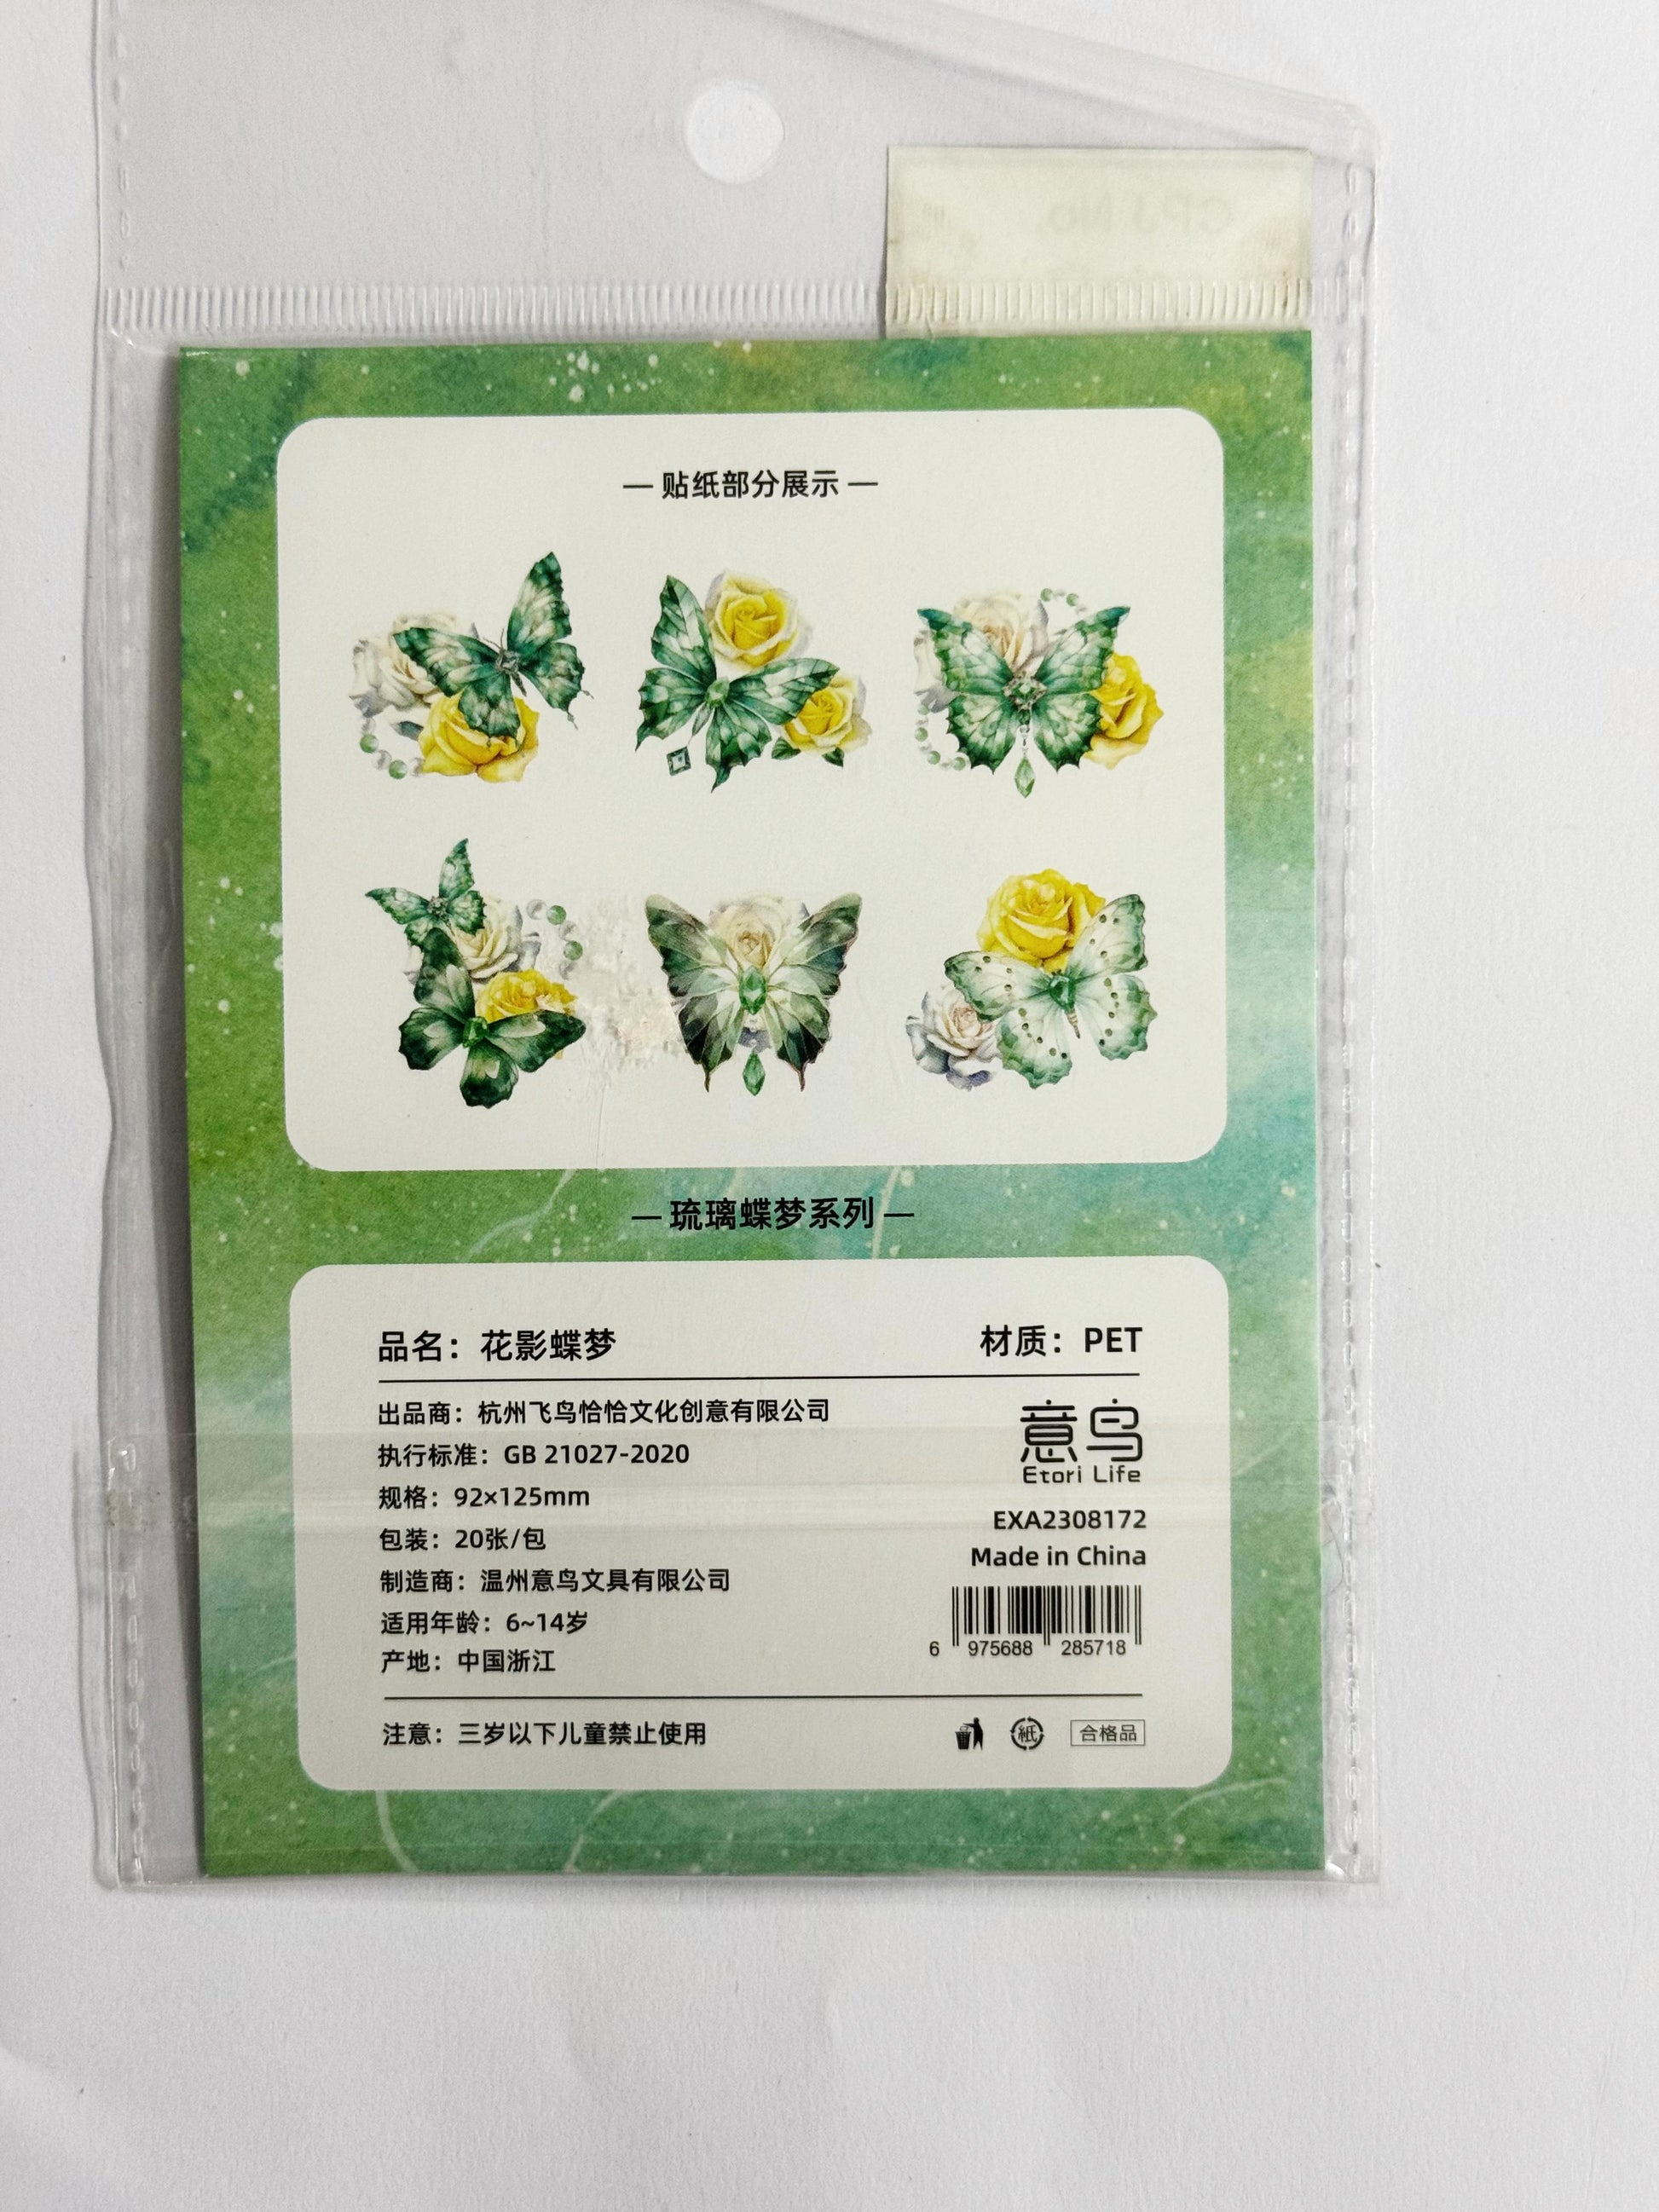 — 贴纸部分展示 —
— 琉璃蝶梦系列 —
品名：花影蝶梦
材质：PET
出品商：杭州飞鸟恰恰文化创意有限公司
执行标准：GB 21027-2020
规格：92×125mm
包装：20张/包
制造商：温州意鸟文具有限公司
适用年龄：6~14岁
产地：中国浙江
意鸟
Etori Life
EXA2308172
Made in China
6 975688 285718
注意：三岁以下儿童禁止使用
紙
合格品